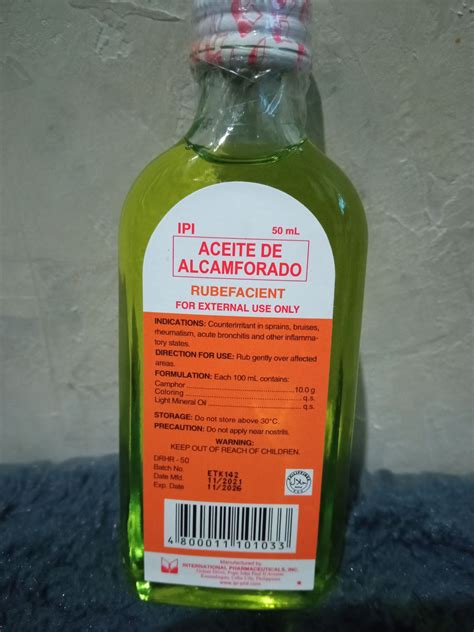 IPI 50 mL
ACEITE DE
ALCAMFORADO
RUBEFACIENT
FOR EXTERNAL USE ONLY
INDICATIONS: Counterirritant in sprains, bruises,
rheumatism, acute bronchitis and other inflamma-
tory states.
DIRECTION FOR USE: Rub gently over affected
areas.
FORMULATION: Each 100 mL contains:
Camphor 10.0 g
Coloring q.s.
Light Mineral Oil q.s.
STORAGE: Do not store above 30°C.
PRECAUTION: Do not apply near nostrils.
WARNING:
KEEP OUT OF REACH OF CHILDREN.
DRHR - 50
Batch No. ETK142
Date Mfd. 11/2021
Exp. Date 11/2026
4 800011 101033
Manufactured by
INTERNATIONAL PHARMACEUTICALS, INC.